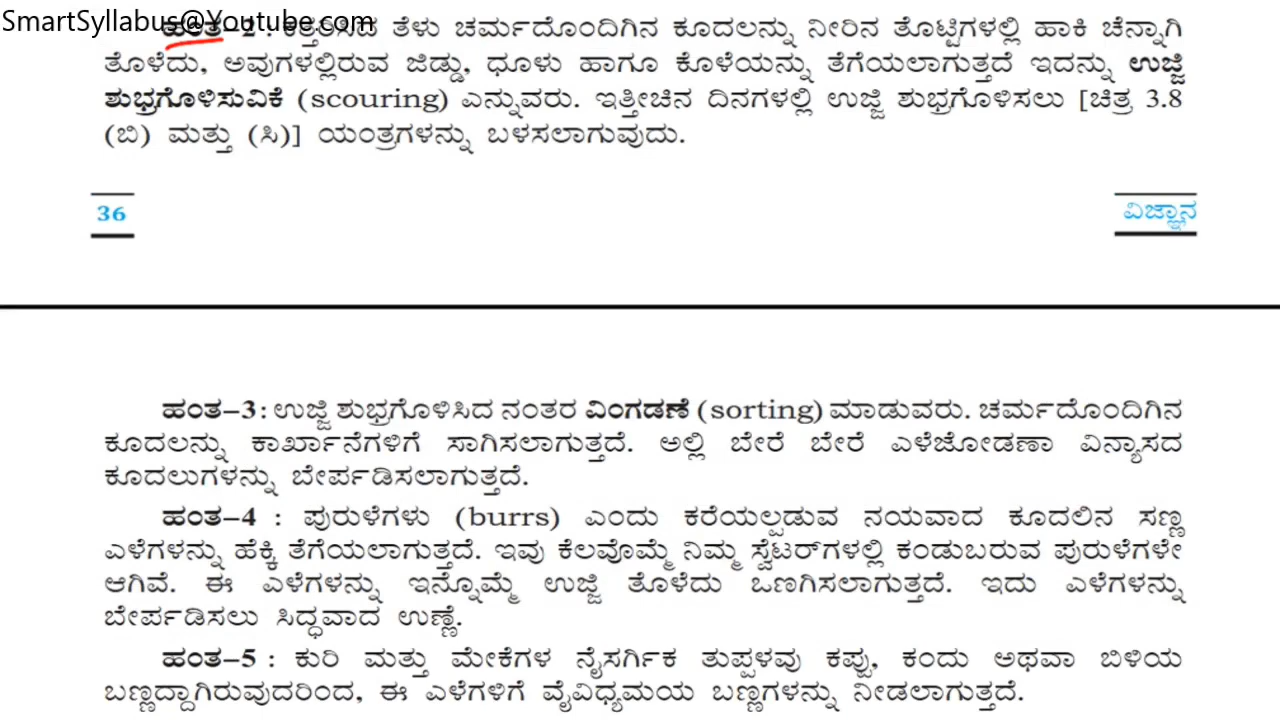 SmartSyllabus@Youtube.com
ಹಂತ-2 ತೆಳು ಚರ್ಮದೊಂದಿಗಿನ ಕೂದಲನ್ನು ನೀರಿನ ತೊಟ್ಟಿಗಳಲ್ಲಿ ಹಾಕಿ ಚೆನ್ನಾಗಿ
ತೊಳೆದು, ಅವುಗಳಲ್ಲಿರುವ ಜಿಡ್ಡು, ಧೂಳು ಹಾಗೂ ಕೊಳೆಯನ್ನು ತೆಗೆಯಲಾಗುತ್ತದೆ ಇದನ್ನು ಉಜ್ಜಿ
ಶುಭ್ರಗೊಳಿಸುವಿಕೆ (scouring) ಎನ್ನುವರು. ಇತ್ತೀಚಿನ ದಿನಗಳಲ್ಲಿ ಉಜ್ಜಿ ಶುಭ್ರಗೊಳಿಸಲು [ಚಿತ್ರ 3.8
(ಬಿ) ಮತ್ತು (ಸಿ)] ಯಂತ್ರಗಳನ್ನು ಬಳಸಲಾಗುವುದು.
36
ವಿಜ್ಞಾನ
ಹಂತ-3: ಉಜ್ಜಿ ಶುಭ್ರಗೊಳಿಸಿದ ನಂತರ ವಿಂಗಡಣೆ (sorting) ಮಾಡುವರು. ಚರ್ಮದೊಂದಿಗಿನ
ಕೂದಲನ್ನು ಕಾರ್ಖಾನೆಗಳಿಗೆ ಸಾಗಿಸಲಾಗುತ್ತದೆ. ಅಲ್ಲಿ ಬೇರೆ ಬೇರೆ ಎಳೆಜೋಡಣಾ ವಿನ್ಯಾಸದ
ಕೂದಲುಗಳನ್ನು ಬೇರ್ಪಡಿಸಲಾಗುತ್ತದೆ.
ಹಂತ-4 : ಪುರುಳೆಗಳು (burrs) ಎಂದು ಕರೆಯಲ್ಪಡುವ ನಯವಾದ ಕೂದಲಿನ ಸಣ್ಣ
ಎಳೆಗಳನ್ನು ಹೆಕ್ಕಿ ತೆಗೆಯಲಾಗುತ್ತದೆ. ಇವು ಕೆಲವೊಮ್ಮೆ ನಿಮ್ಮ ಸ್ವೆಟರ್‌ಗಳಲ್ಲಿ ಕಂಡುಬರುವ ಪುರುಳೆಗಳೇ
ಆಗಿವೆ. ಈ ಎಳೆಗಳನ್ನು ಇನ್ನೊಮ್ಮೆ ಉಜ್ಜಿ ತೊಳೆದು ಒಣಗಿಸಲಾಗುತ್ತದೆ. ಇದು ಎಳೆಗಳನ್ನು
ಬೇರ್ಪಡಿಸಲು ಸಿದ್ಧವಾದ ಉಣ್ಣೆ.
ಹಂತ-5 : ಕುರಿ ಮತ್ತು ಮೇಕೆಗಳ ನೈಸರ್ಗಿಕ ತುಪ್ಪಳವು ಕಪ್ಪು, ಕಂದು ಅಥವಾ ಬಿಳಿಯ
ಬಣ್ಣದ್ದಾಗಿರುವುದರಿಂದ, ಈ ಎಳೆಗಳಿಗೆ ವೈವಿಧ್ಯಮಯ ಬಣ್ಣಗಳನ್ನು ನೀಡಲಾಗುತ್ತದೆ.